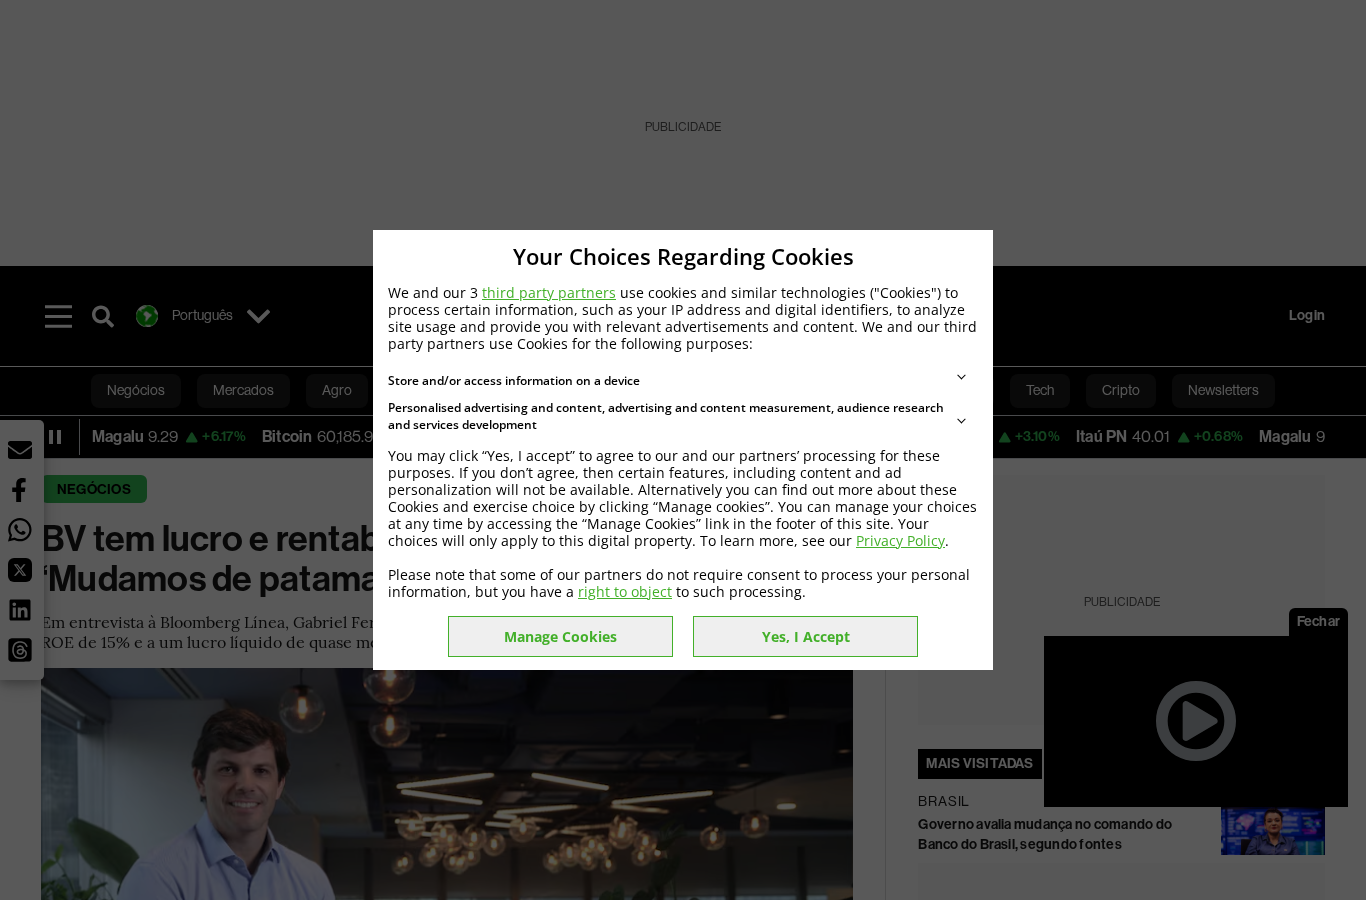 PUBLICIDADE
Português
Login
Negócios
Mercados
Agro
Tech
Cripto
Newsletters
Magalu 9.29 +6.17% Bitcoin 60,185.9
+3.10% Itaú PN 40.01 +0.68% Magalu 9
NEGÓCIOS
BV tem lucro e rentab
‘Mudamos de patama
Em entrevista à Bloomberg Línea, Gabriel Fer
ROE de 15% e a um lucro líquido de quase me
Your Choices Regarding Cookies
We and our 3 third party partners use cookies and similar technologies ("Cookies") to
process certain information, such as your IP address and digital identifiers, to analyze
site usage and provide you with relevant advertisements and content. We and our third
party partners use Cookies for the following purposes:
Store and/or access information on a device
Personalised advertising and content, advertising and content measurement, audience research
and services development
You may click “Yes, I accept” to agree to our and our partners’ processing for these
purposes. If you don’t agree, then certain features, including content and ad
personalization will not be available. Alternatively you can find out more about these
Cookies and exercise choice by clicking “Manage cookies”. You can manage your choices
at any time by accessing the “Manage Cookies” link in the footer of this site. Your
choices will only apply to this digital property. To learn more, see our Privacy Policy.
Please note that some of our partners do not require consent to process your personal
information, but you have a right to object to such processing.
Manage Cookies
Yes, I Accept
PUBLICIDADE
Fechar
MAIS VISITADAS
BRASIL
Governo avalia mudança no comando do
Banco do Brasil, segundo fontes